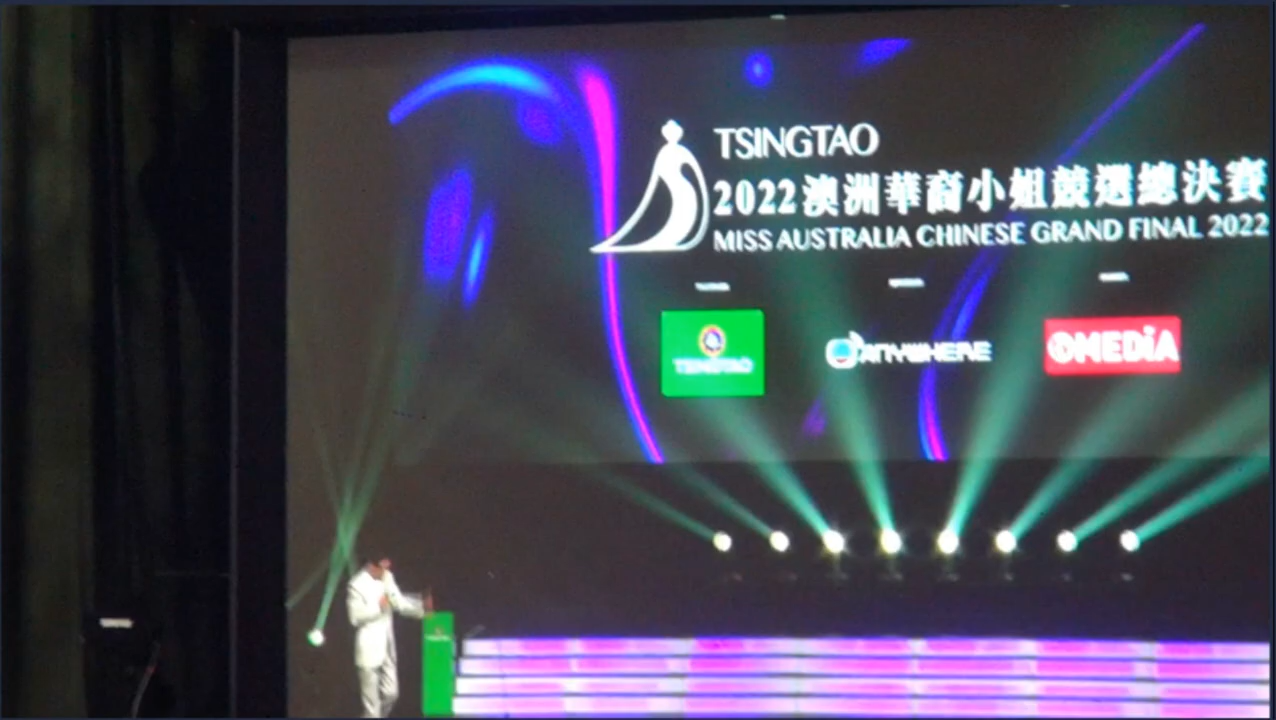 TSINGTAO
2022澳洲華裔小姐競選總決賽
MISS AUSTRALIA CHINESE GRAND FINAL 2022
TSINGTAO
ANYWHERE
OMEDIA